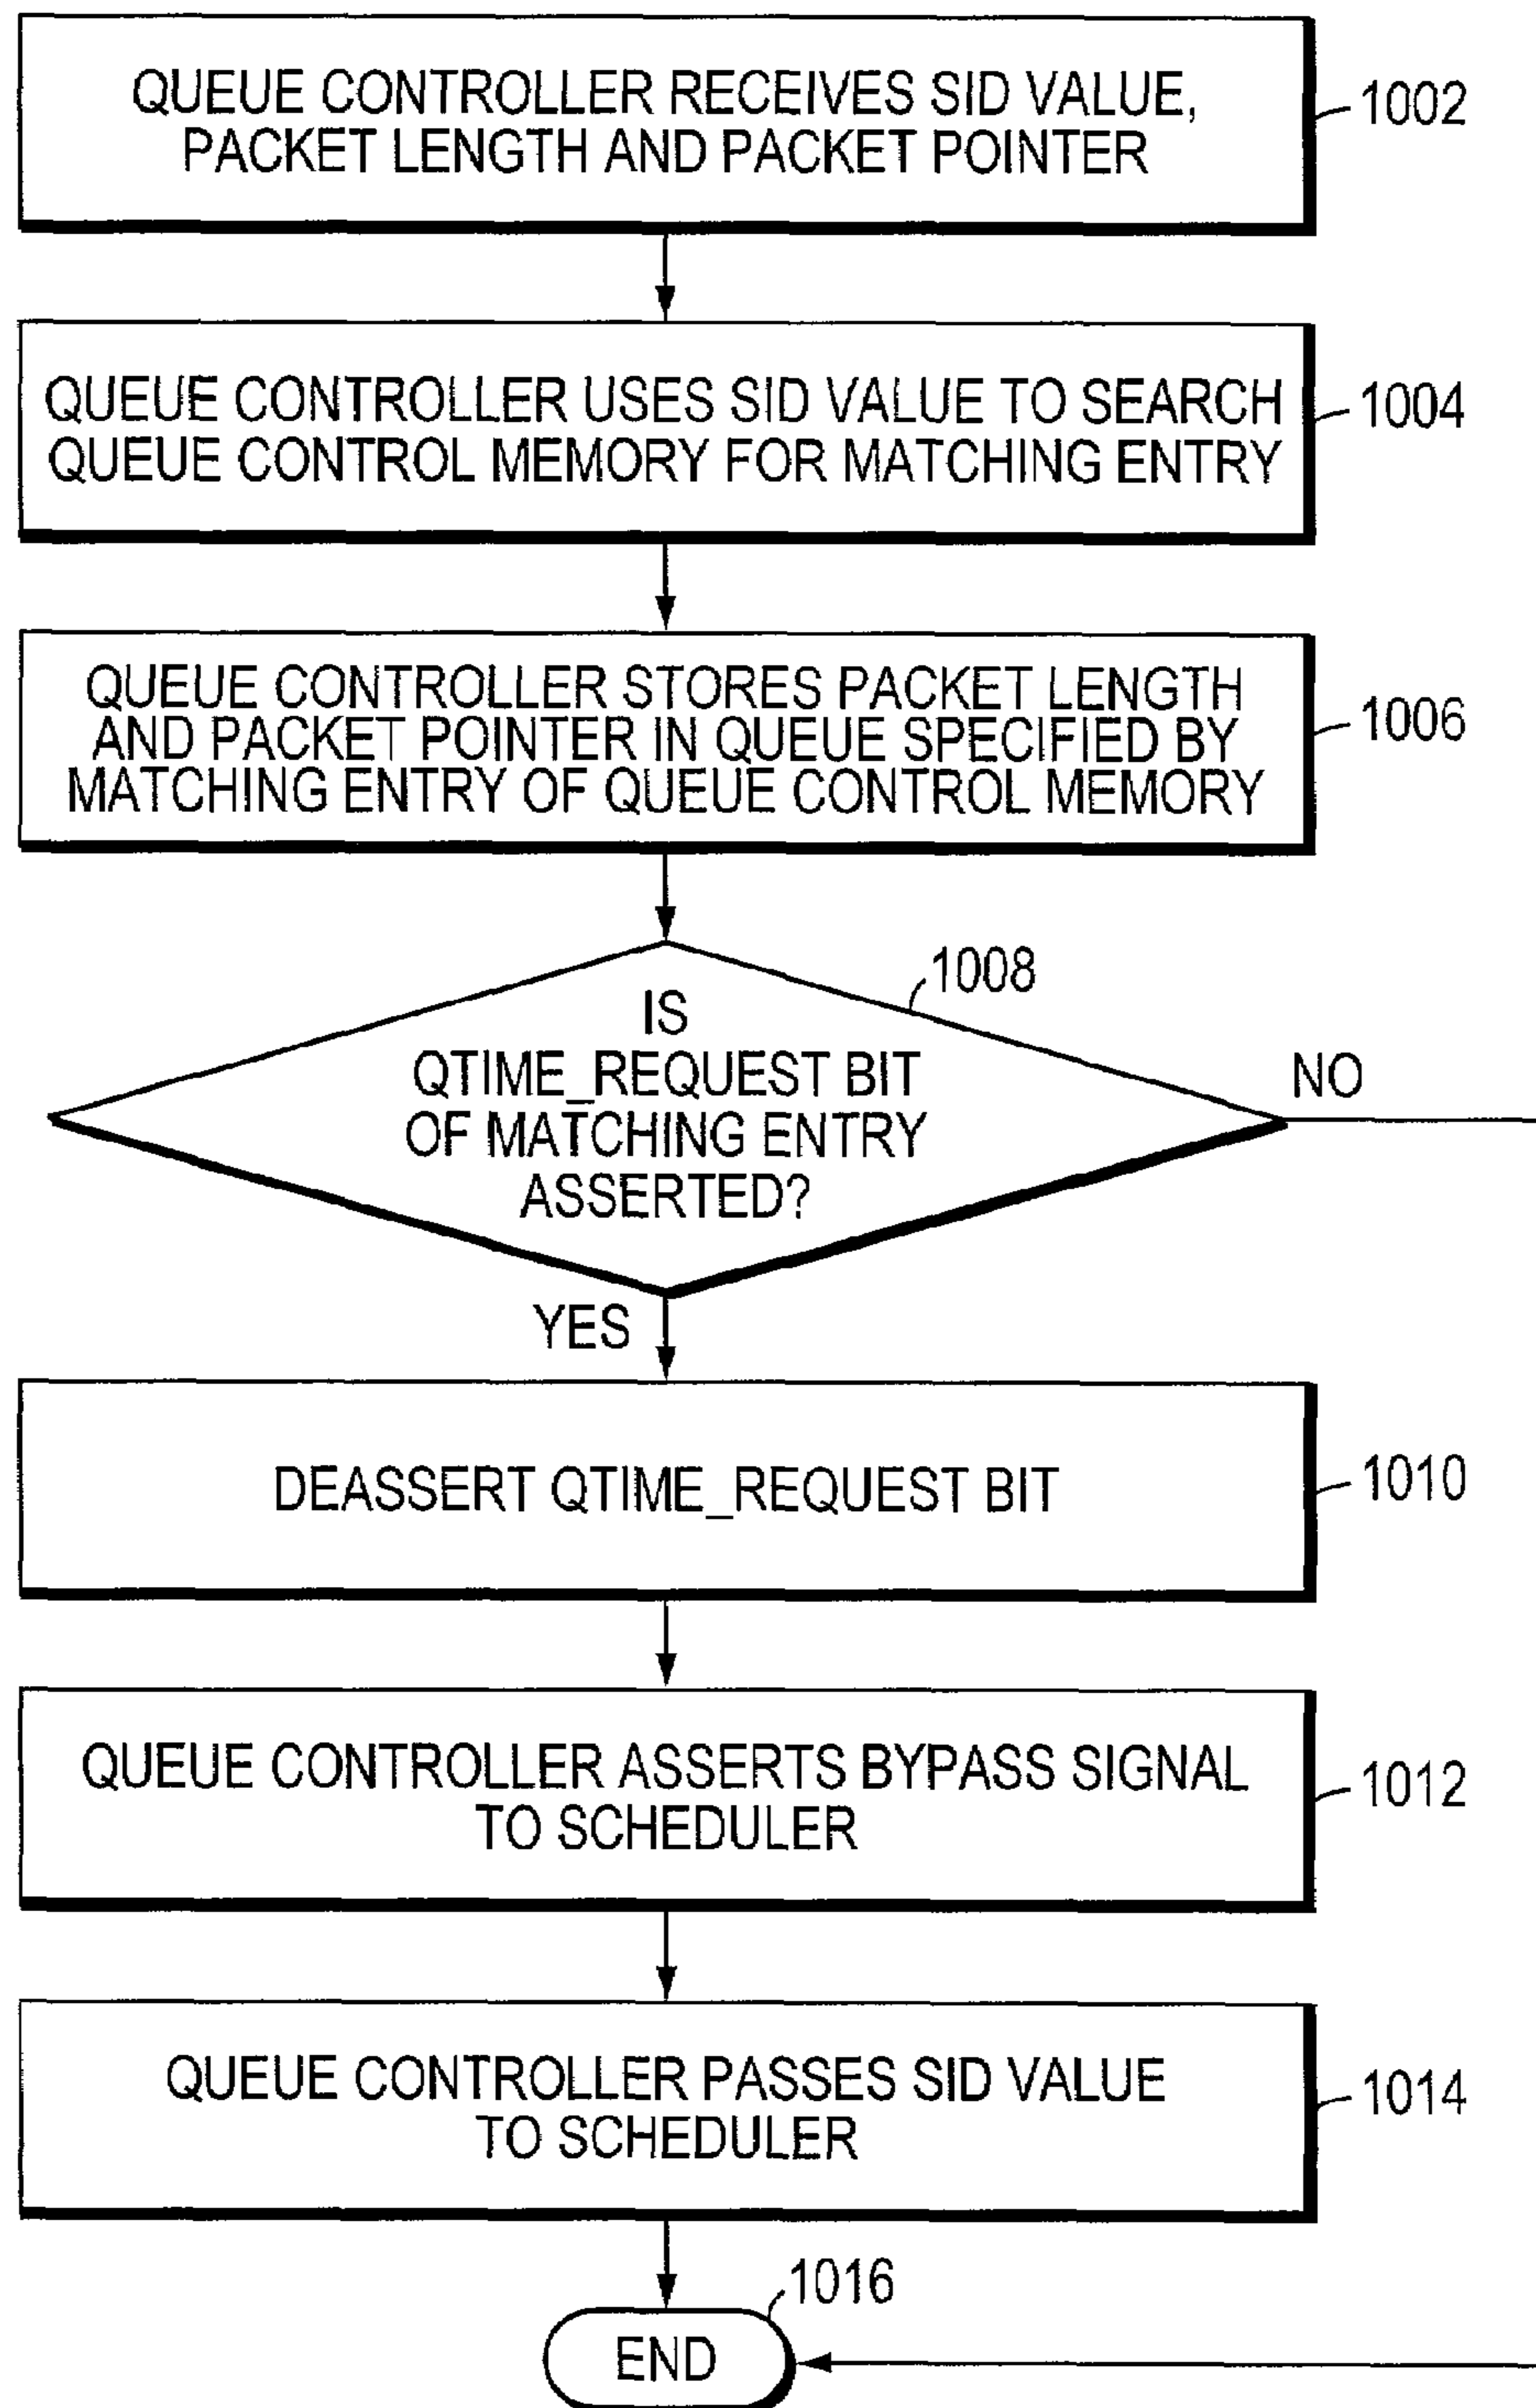 QUEUE CONTROLLER RECEIVES SID VALUE,
PACKET LENGTH AND PACKET POINTER
1002
QUEUE CONTROLLER USES SID VALUE TO SEARCH
QUEUE CONTROL MEMORY FOR MATCHING ENTRY
1004
QUEUE CONTROLLER STORES PACKET LENGTH
AND PACKET POINTER IN QUEUE SPECIFIED BY
MATCHING ENTRY OF QUEUE CONTROL MEMORY
1006
1008
IS
QTIME_REQUEST BIT
OF MATCHING ENTRY
ASSERTED?
NO
YES
DEASSERT QTIME_REQUEST BIT
1010
QUEUE CONTROLLER ASSERTS BYPASS SIGNAL
TO SCHEDULER
1012
QUEUE CONTROLLER PASSES SID VALUE
TO SCHEDULER
1014
1016
END